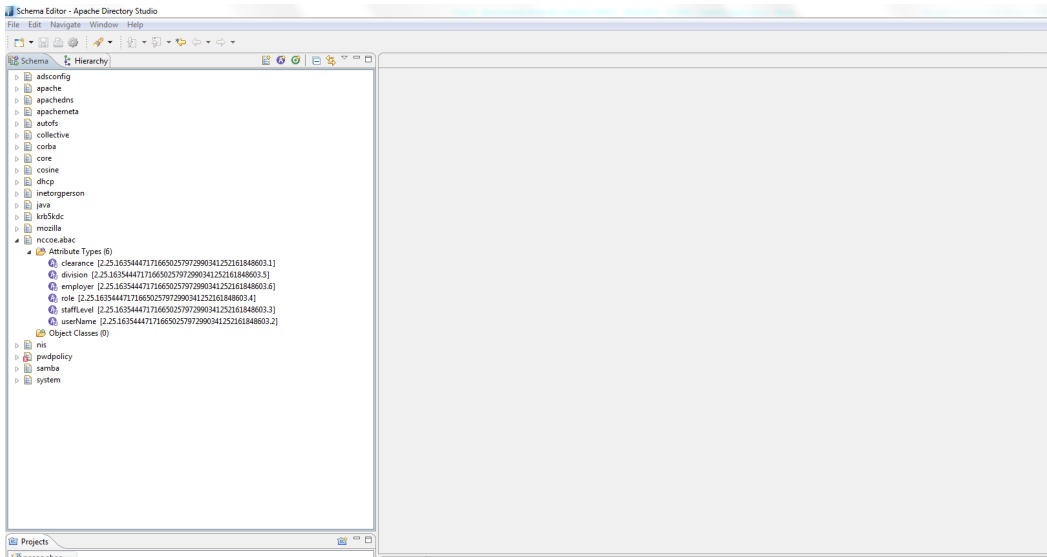 Schema Editor - Apache Directory Studio
File Edit Navigate Window Help
Schema Hierarchy
adsconfig
apache
apachedns
apachemeta
autofs
collective
corba
core
cosine
dhcp
inetorgperson
java
krb5kdc
mozilla
nccoe.abac
Attribute Types (6)
clearance [2.25.163544471716650257972990341252161848603.1]
division [2.25.163544471716650257972990341252161848603.5]
employer [2.25.163544471716650257972990341252161848603.6]
role [2.25.163544471716650257972990341252161848603.4]
staffLevel [2.25.163544471716650257972990341252161848603.3]
userName [2.25.163544471716650257972990341252161848603.2]
Object Classes (0)
nis
pwdpolicy
samba
system
Projects